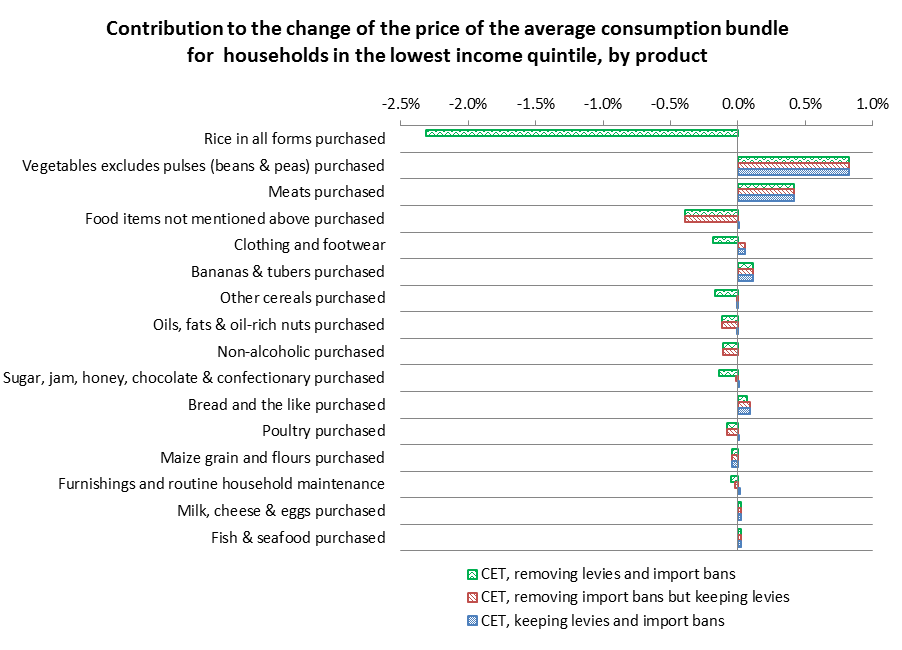 Contribution to the change of the price of the average consumption bundle
for households in the lowest income quintile, by product
-2.5% -2.0% -1.5% -1.0% -0.5% 0.0% 0.5% 1.0%
Rice in all forms purchased
Vegetables excludes pulses (beans & peas) purchased
Meats purchased
Food items not mentioned above purchased
Clothing and footwear
Bananas & tubers purchased
Other cereals purchased
Oils, fats & oil-rich nuts purchased
Non-alcoholic purchased
Sugar, jam, honey, chocolate & confectionary purchased
Bread and the like purchased
Poultry purchased
Maize grain and flours purchased
Furnishings and routine household maintenance
Milk, cheese & eggs purchased
Fish & seafood purchased
CET, removing levies and import bans
CET, removing import bans but keeping levies
CET, keeping levies and import bans